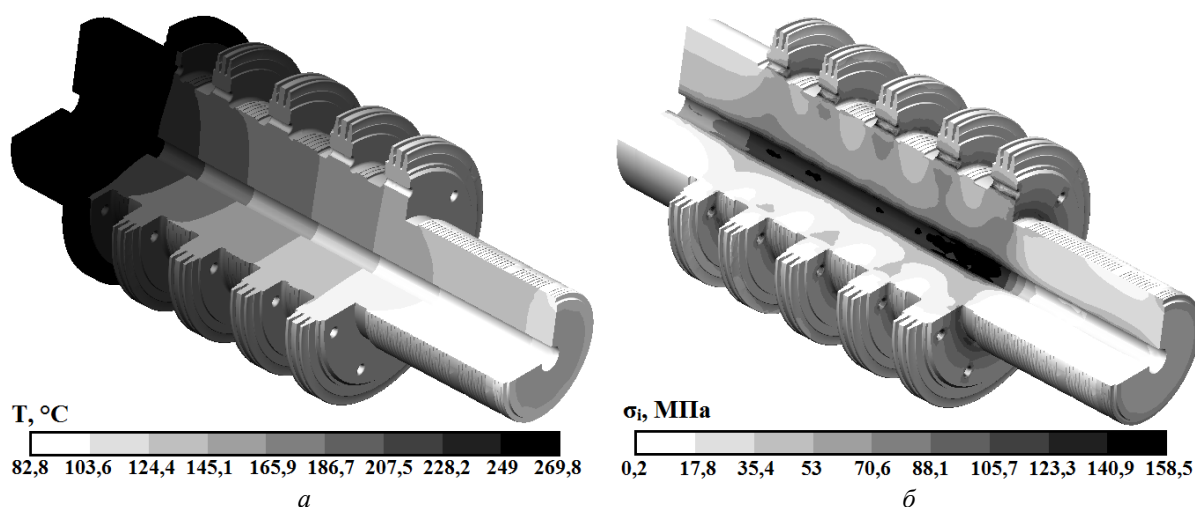 T, °C
82,8 103,6 124,4 145,1 165,9 186,7 207,5 228,2 249 269,8
а
σᵢ, МПа
0,2 17,8 35,4 53 70,6 88,1 105,7 123,3 140,9 158,5
б